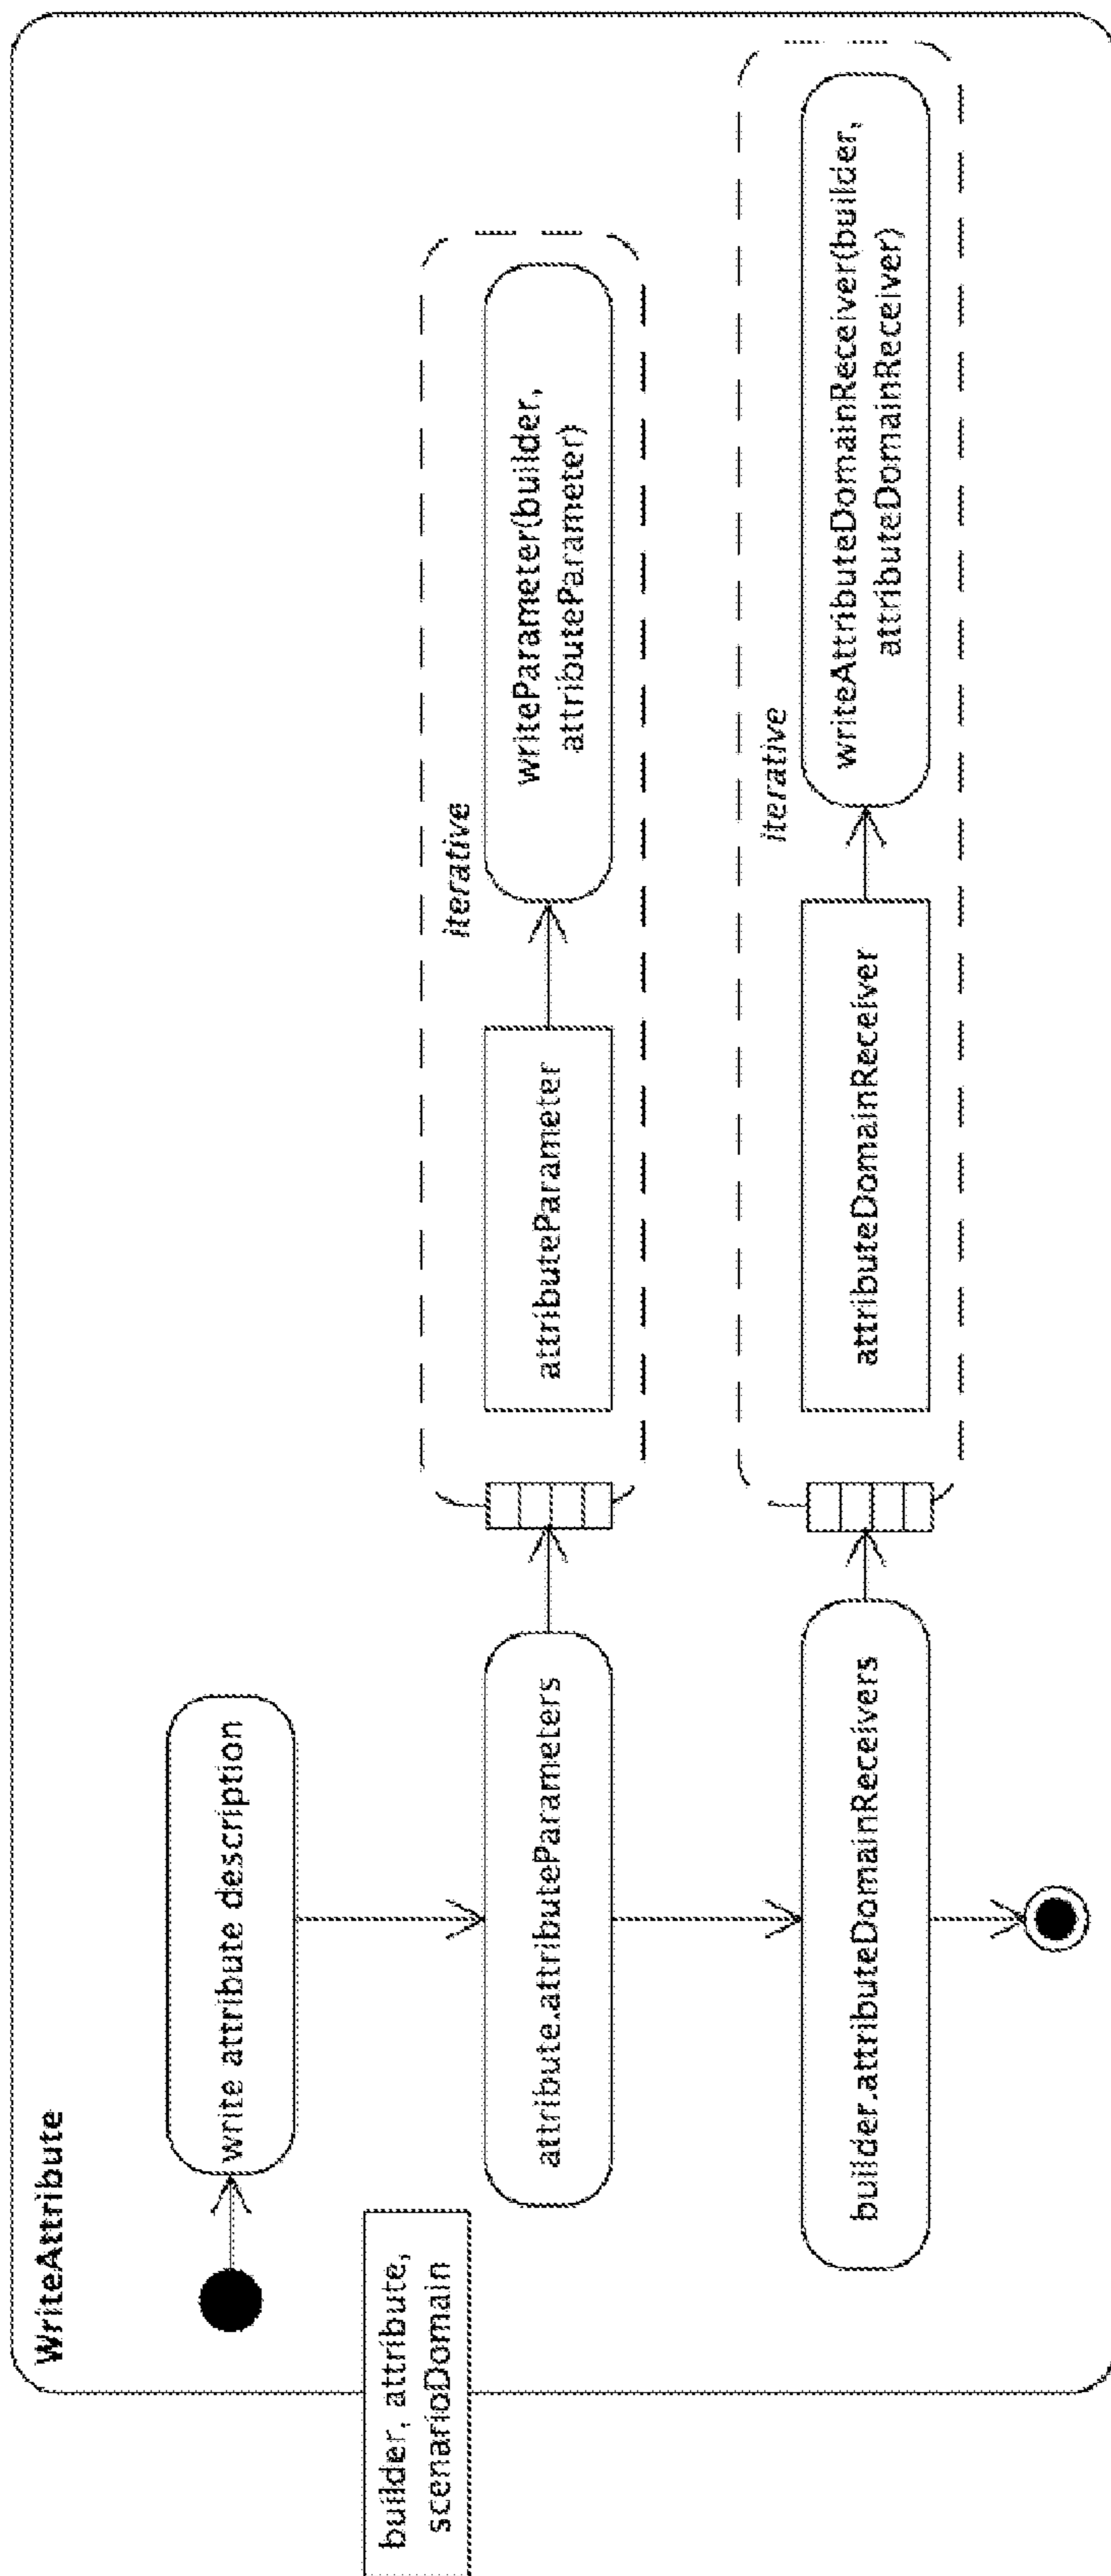 WriteAttribute
write attribute description
builder, attribute,
scenarioDomain
attribute.attributeParameters
iterative
attributeParameter
writeParameter(builder,
attributeParameter)
builder.attributeDomainReceivers
iterative
attributeDomainReceiver
writeAttributeDomainReceiver(builder,
attributeDomainReceiver)